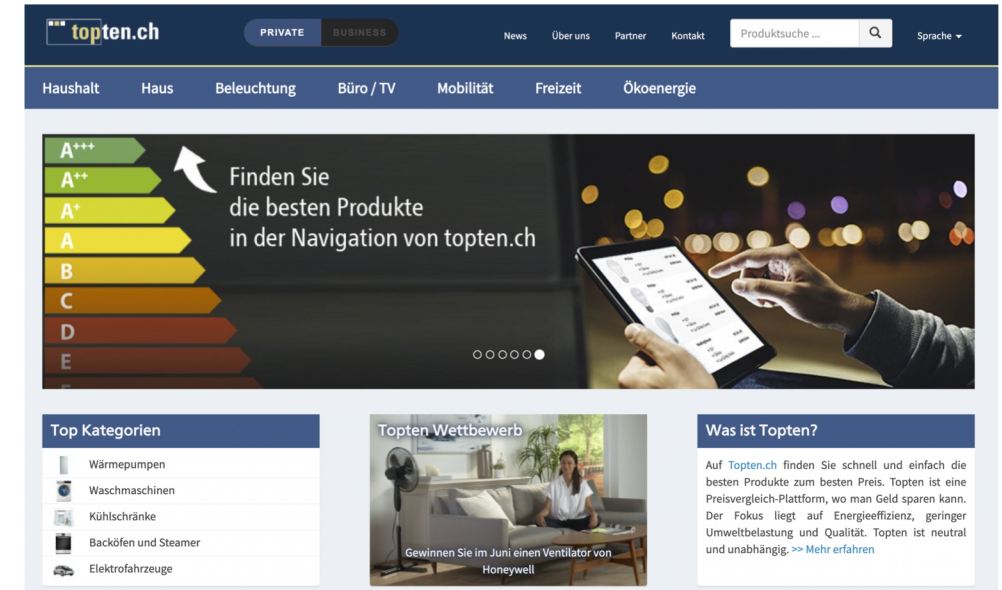 topten.ch
PRIVATE BUSINESS
News Über uns Partner Kontakt
Produktsuche ...
Sprache
Haushalt Haus Beleuchtung Büro / TV Mobilität Freizeit Ökoenergie
A+++
A++
A+
A
B
C
D
E
Finden Sie
die besten Produkte
in der Navigation von topten.ch
Top Kategorien
Wärmepumpen
Waschmaschinen
Kühlschränke
Backöfen und Steamer
Elektrofahrzeuge
Topten Wettbewerb
Gewinnen Sie im Juni einen Ventilator von
Honeywell
Was ist Topten?
Auf Topten.ch finden Sie schnell und einfach die
besten Produkte zum besten Preis. Topten ist eine
Preisvergleich-Plattform, wo man Geld sparen kann.
Der Fokus liegt auf Energieeffizienz, geringer
Umweltbelastung und Qualität. Topten ist neutral
und unabhängig. >> Mehr erfahren